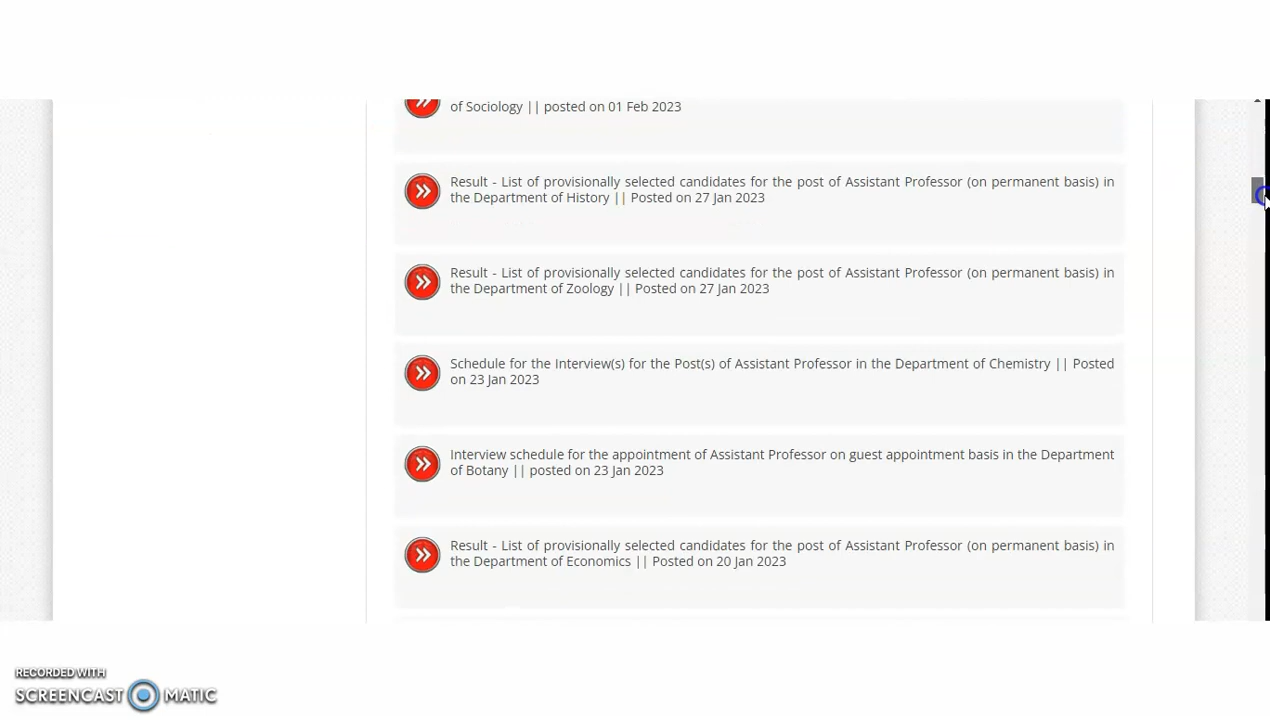 of Sociology || posted on 01 Feb 2023
Result - List of provisionally selected candidates for the post of Assistant Professor (on permanent basis) in
the Department of History || Posted on 27 Jan 2023
Result - List of provisionally selected candidates for the post of Assistant Professor (on permanent basis) in
the Department of Zoology || Posted on 27 Jan 2023
Schedule for the Interview(s) for the Post(s) of Assistant Professor in the Department of Chemistry || Posted
on 23 Jan 2023
Interview schedule for the appointment of Assistant Professor on guest appointment basis in the Department
of Botany || posted on 23 Jan 2023
Result - List of provisionally selected candidates for the post of Assistant Professor (on permanent basis) in
the Department of Economics || Posted on 20 Jan 2023
RECORDED WITH
SCREENCAST MATIC